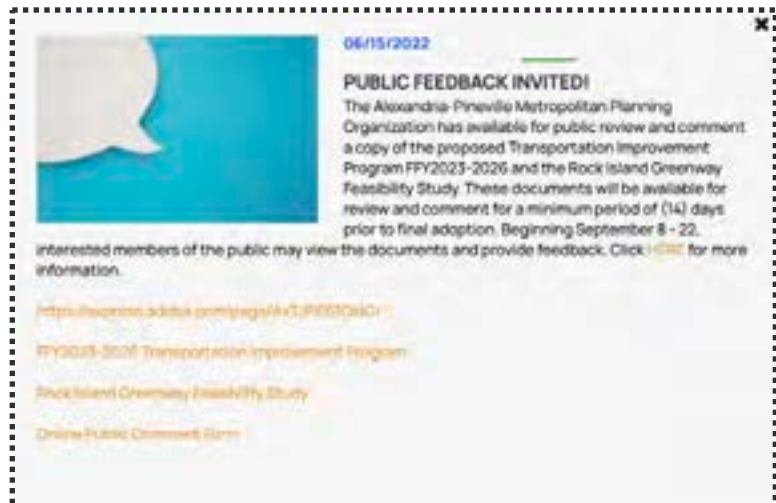 06/15/2022
PUBLIC FEEDBACK INVITED!
The Alexandria-Pineville Metropolitan Planning
Organization has available for public review and comment
a copy of the proposed Transportation Improvement
Program FFY2023-2026 and the Rock Island Greenway
Feasibility Study. These documents will be available for
review and comment for a minimum period of (14) days
prior to final adoption. Beginning September 8 - 22,
interested members of the public may view the documents and provide feedback. Click HERE for more
information.
FFY2023-2026 Transportation Improvement Program
Rock Island Greenway Feasibility Study
Online Public Comment Form